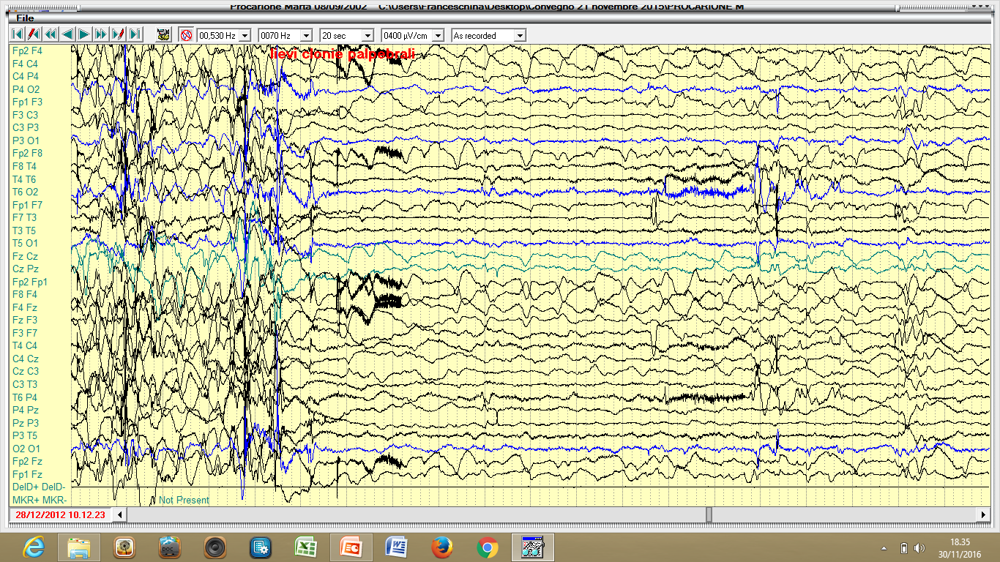 Procarione Marta 08/09/2002 C:\Users\Franceschina\Desktop\Convegno 21 novembre 2015\PROCARIONE M
File
00,530 Hz 0070 Hz 20 sec 0400 µV/cm As recorded
lievi clonie palpebrali
Fp2 F4
F4 C4
C4 P4
P4 O2
Fp1 F3
F3 C3
C3 P3
P3 O1
Fp2 F8
F8 T4
T4 T6
T6 O2
Fp1 F7
F7 T3
T3 T5
T5 O1
Fz Cz
Cz Pz
Fp2 Fp1
F8 F4
F4 Fz
Fz F3
F3 F7
T4 C4
C4 Cz
Cz C3
C3 T3
T6 P4
P4 Pz
Pz P3
P3 T5
O2 O1
Fp2 Fz
Fp1 Fz
DelD+ DelD-
MKR+ MKR- Not Present
28/12/2012 10.12.23
DOC
18.35
30/11/2016